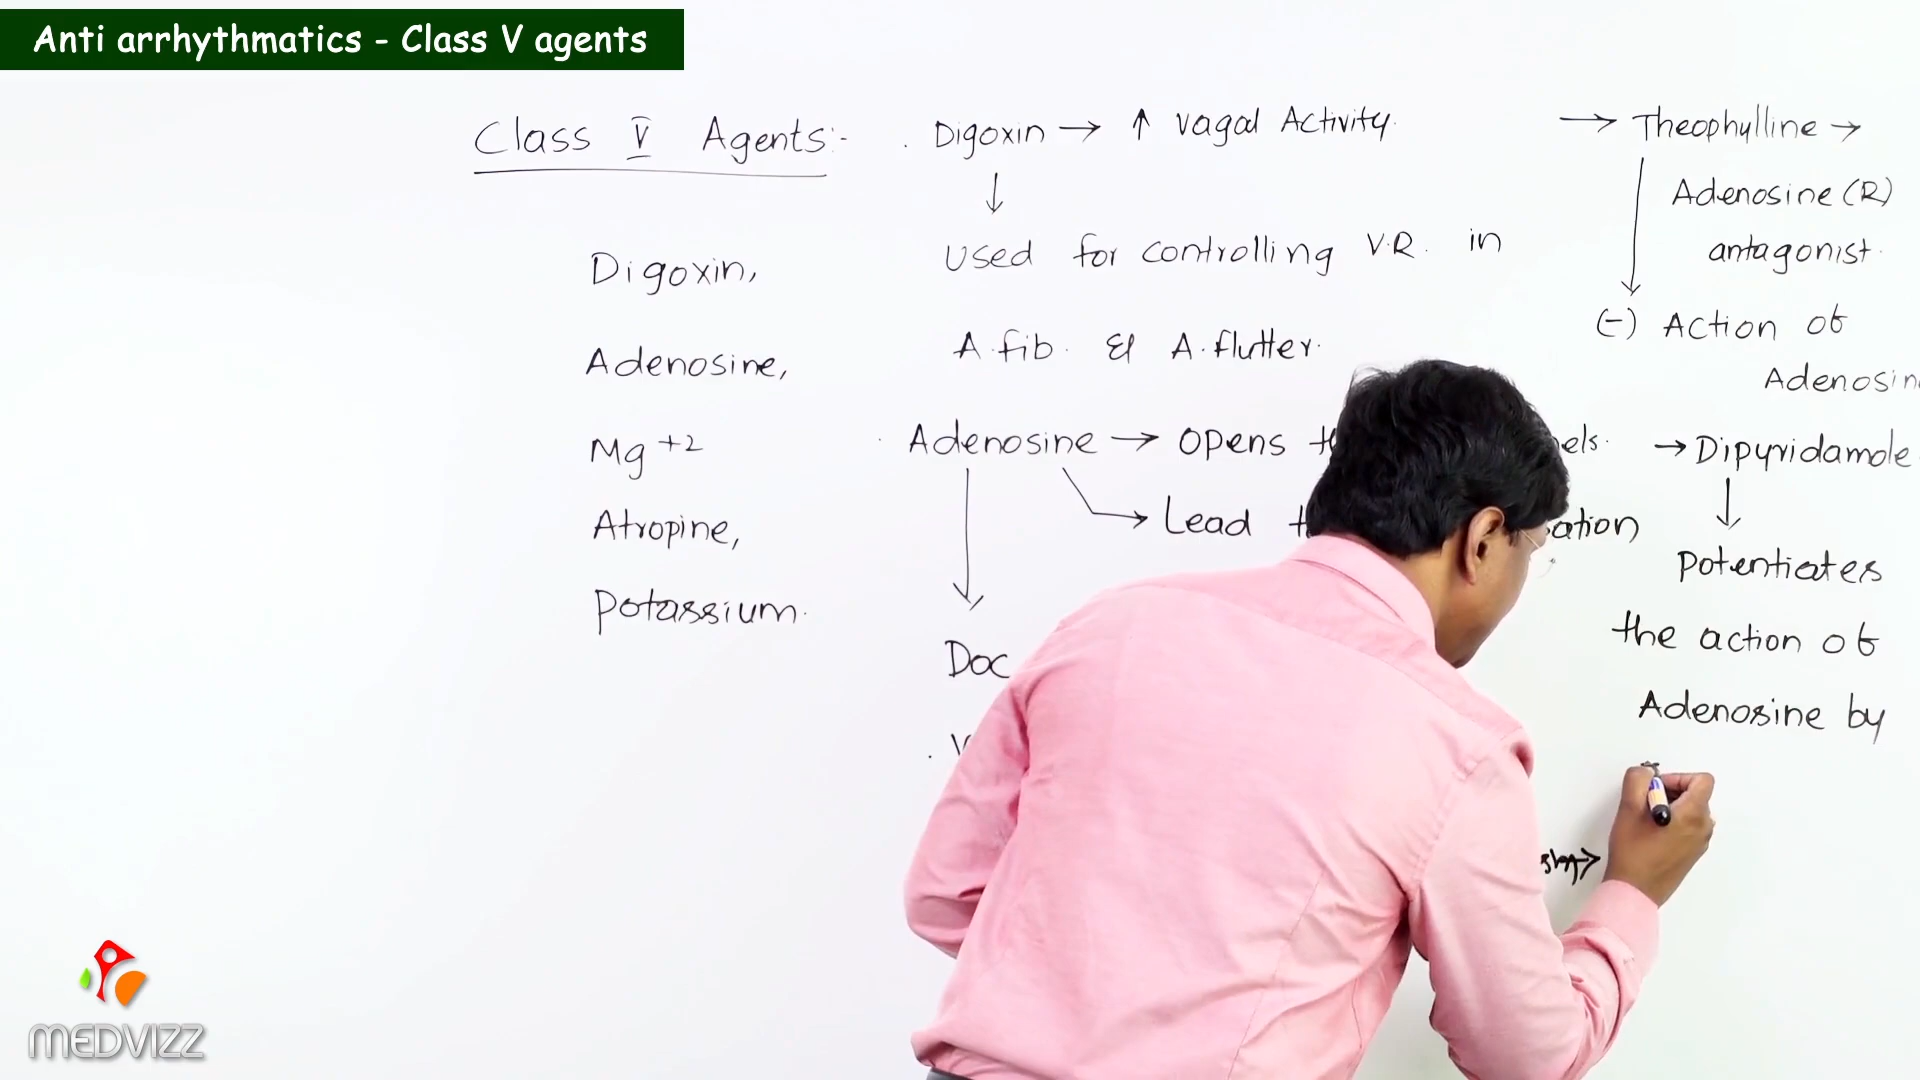 Anti arrhythmatics - Class V agents
Class V Agents:-
Digoxin,
Adenosine,
Mg +2
Atropine,
Potassium.
. Digoxin → ↑ vagal Activity.
↓
Used for controlling V.R. in
A.fib. & A.flutter.
. Adenosine → Opens
→ Lead
Doc
→ Theophylline →
Adenosine (R)
antagonist.
(-) Action of
Adenosin
→ Dipyridamole
↓
Potentiates
the action of
Adenosine by
MEDVIZZ